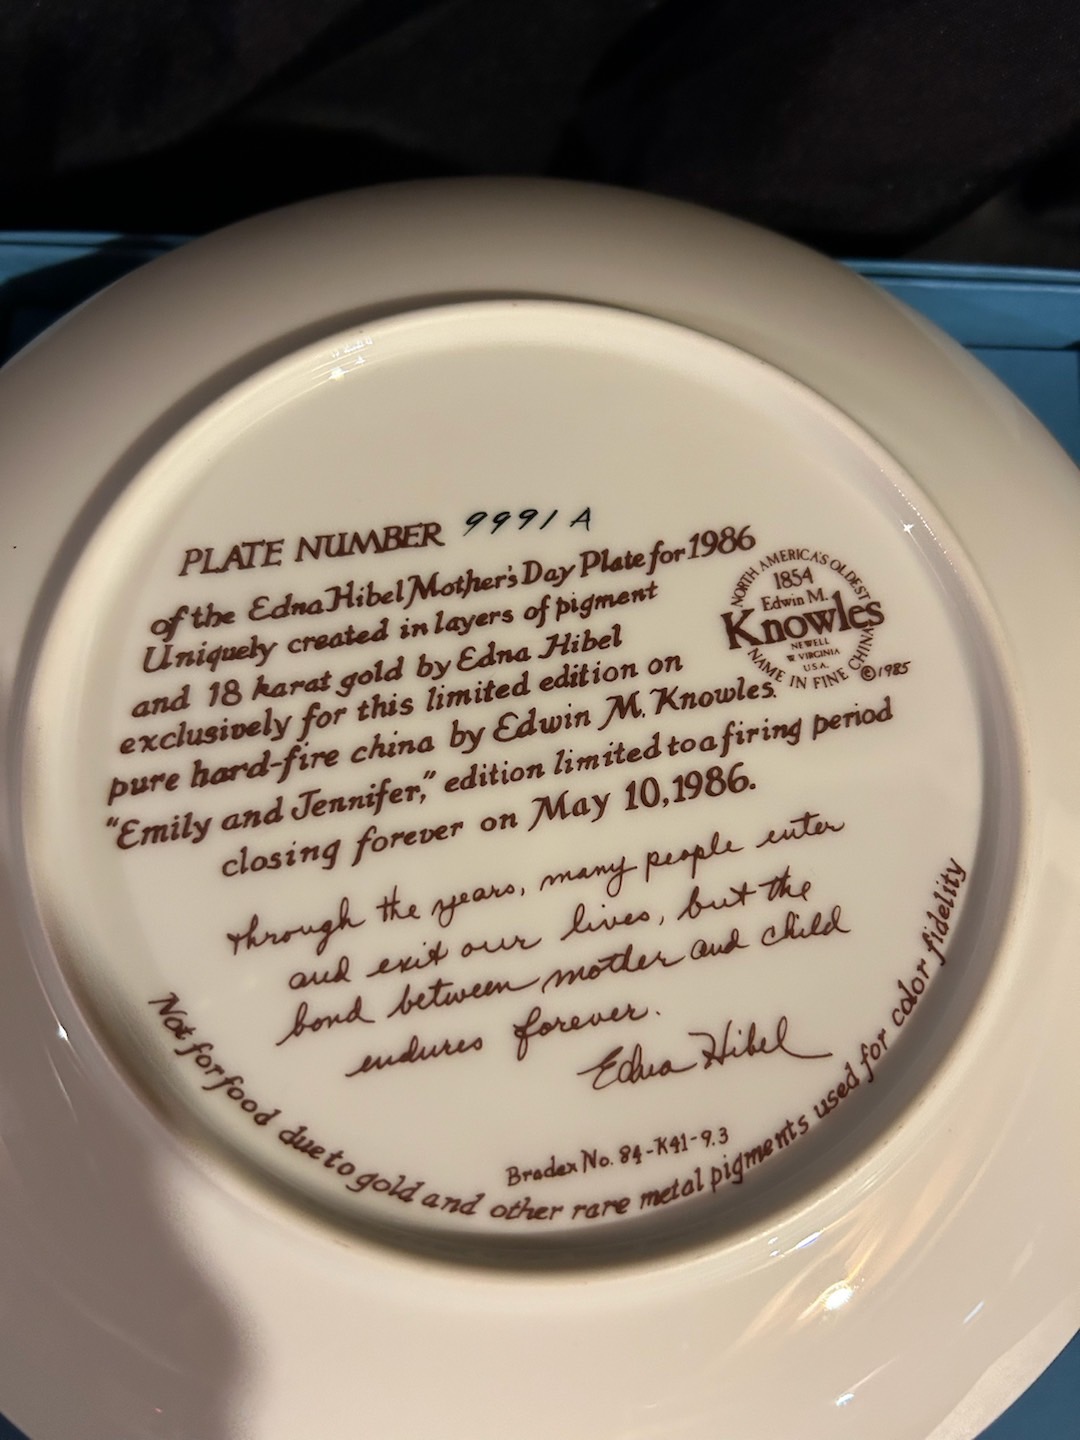 PLATE NUMBER 9991 A
of the Edna Hibel Mother's Day Plate for 1986
Uniquely created in layers of pigment
and 18 karat gold by Edna Hibel
exclusively for this limited edition on
pure hard-fire china by Edwin M. Knowles.
"Emily and Jennifer," edition limited to a firing period
closing forever on May 10, 1986.
NORTH AMERICA'S OLDEST
1854
Edwin M.
Knowles
NEWELL
W VIRGINIA
U.S.A.
NAME IN FINE CHINA
©1985
Through the years, many people enter
and exit our lives, but the
bond between mother and child
endures forever.
Edna Hibel
Bradex No. 84-K41-9.3
Not for food due to gold and other rare metal pigments used for color fidelity